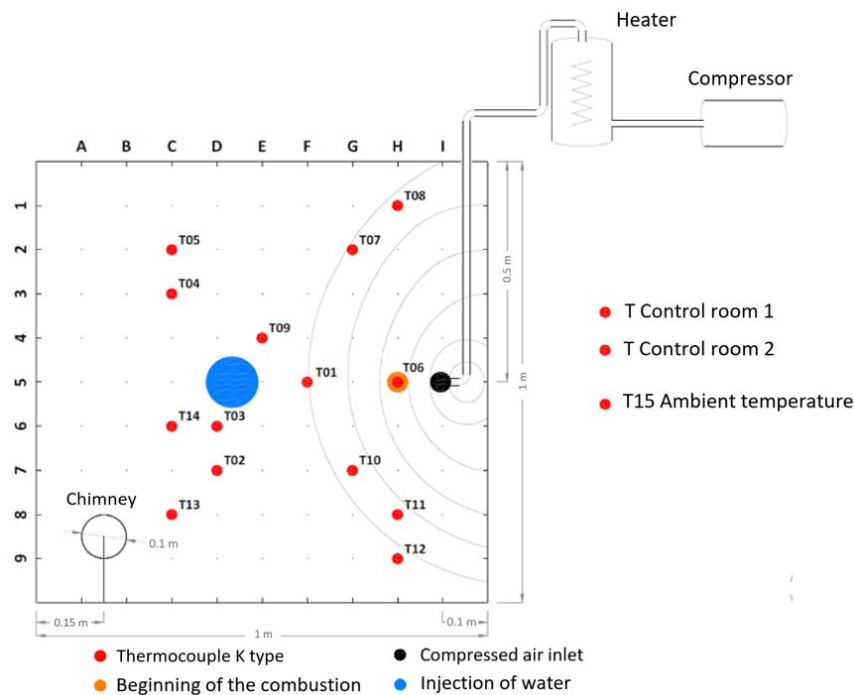 Heater
Compressor
A B C D E F G H I
1
T08
2
T05
T07
0.5 m
3
T04
T Control room 1
4
T09
T Control room 2
5
T01
T06
1 m
T15 Ambient temperature
6
T14
T03
7
T02
T10
Chimney
8
T13
T11
0.1 m
9
T12
0.15 m
0.1 m
1 m
Thermocouple K type
Compressed air inlet
Beginning of the combustion
Injection of water